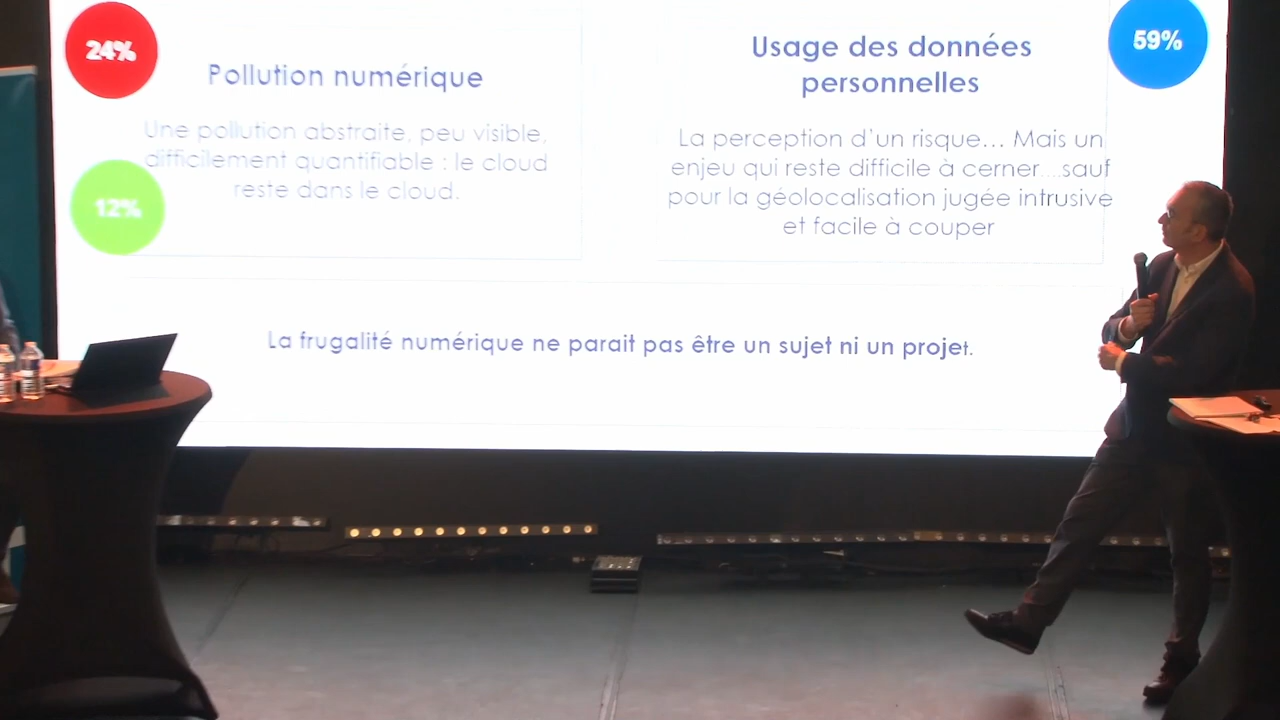 24%
Pollution numérique
Une pollution abstraite, peu visible,
difficilement quantifiable : le cloud
reste dans le cloud.
12%
Usage des données
personnelles
59%
La perception d'un risque... Mais un
enjeu qui reste difficile à cerner....sauf
pour la géolocalisation jugée intrusive
et facile à couper
La frugalité numérique ne parait pas être un sujet ni un projet.